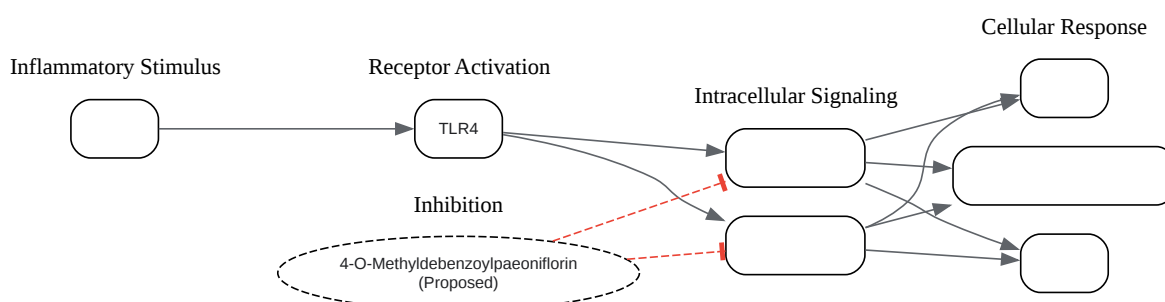 Cellular Response
Inflammatory Stimulus
Receptor Activation
Intracellular Signaling
TLR4
Inhibition
4-O-Methyldebenzoylpaeoniflorin
(Proposed)